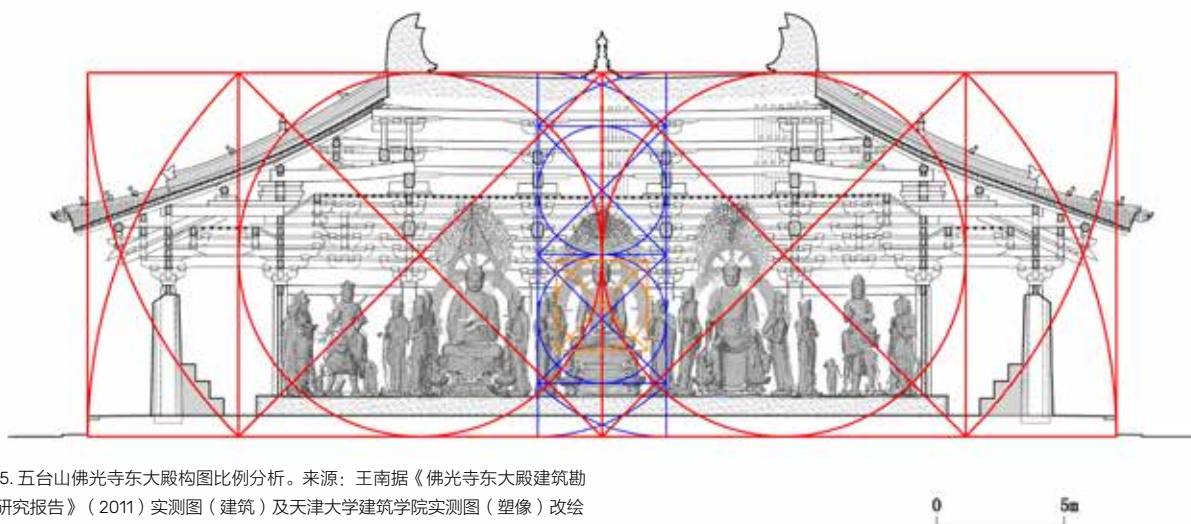 5. 五台山佛光寺东大殿构图比例分析。来源：王南据《佛光寺东大殿建筑勘
研究报告》（2011）实测图（建筑）及天津大学建筑学院实测图（塑像）改绘
0 5m